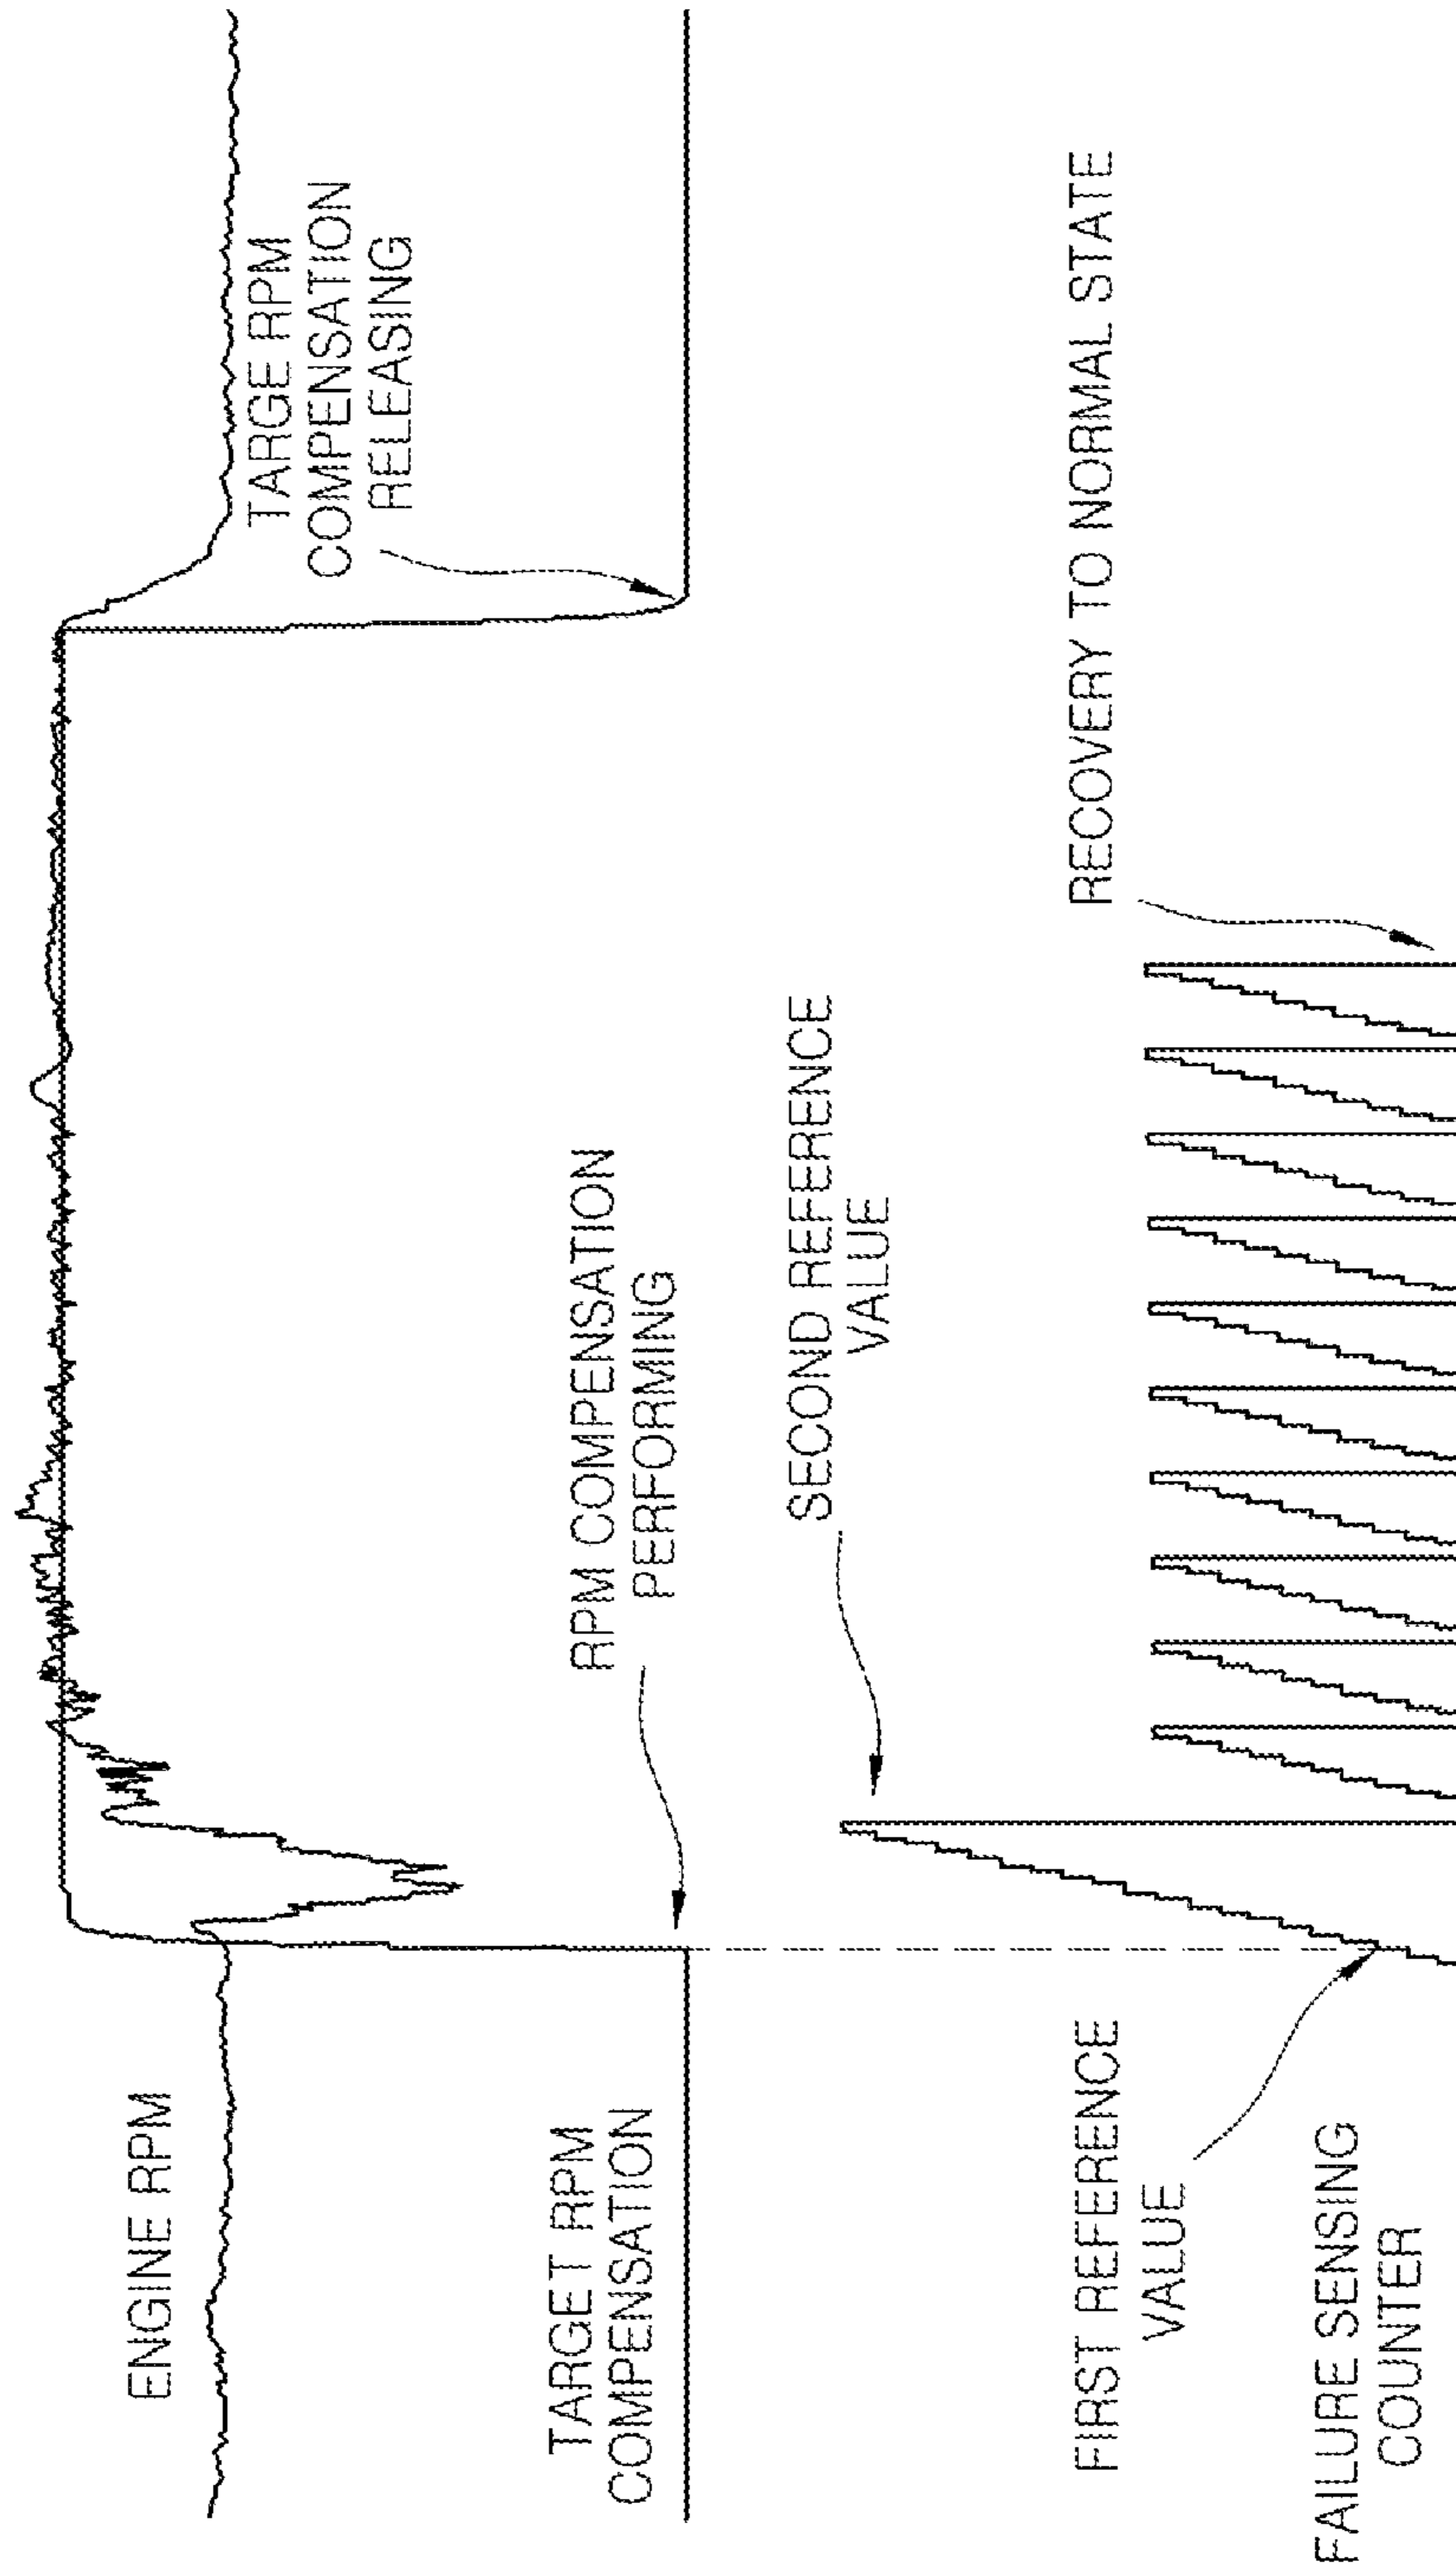 ENGINE RPM
TARGE RPM
COMPENSATION
RELEASING
TARGET RPM
COMPENSATION
RPM COMPENSATION
PERFORMING
SECOND REFERENCE
VALUE
FIRST REFERENCE
VALUE
RECOVERY TO NORMAL STATE
FAILURE SENSING
COUNTER